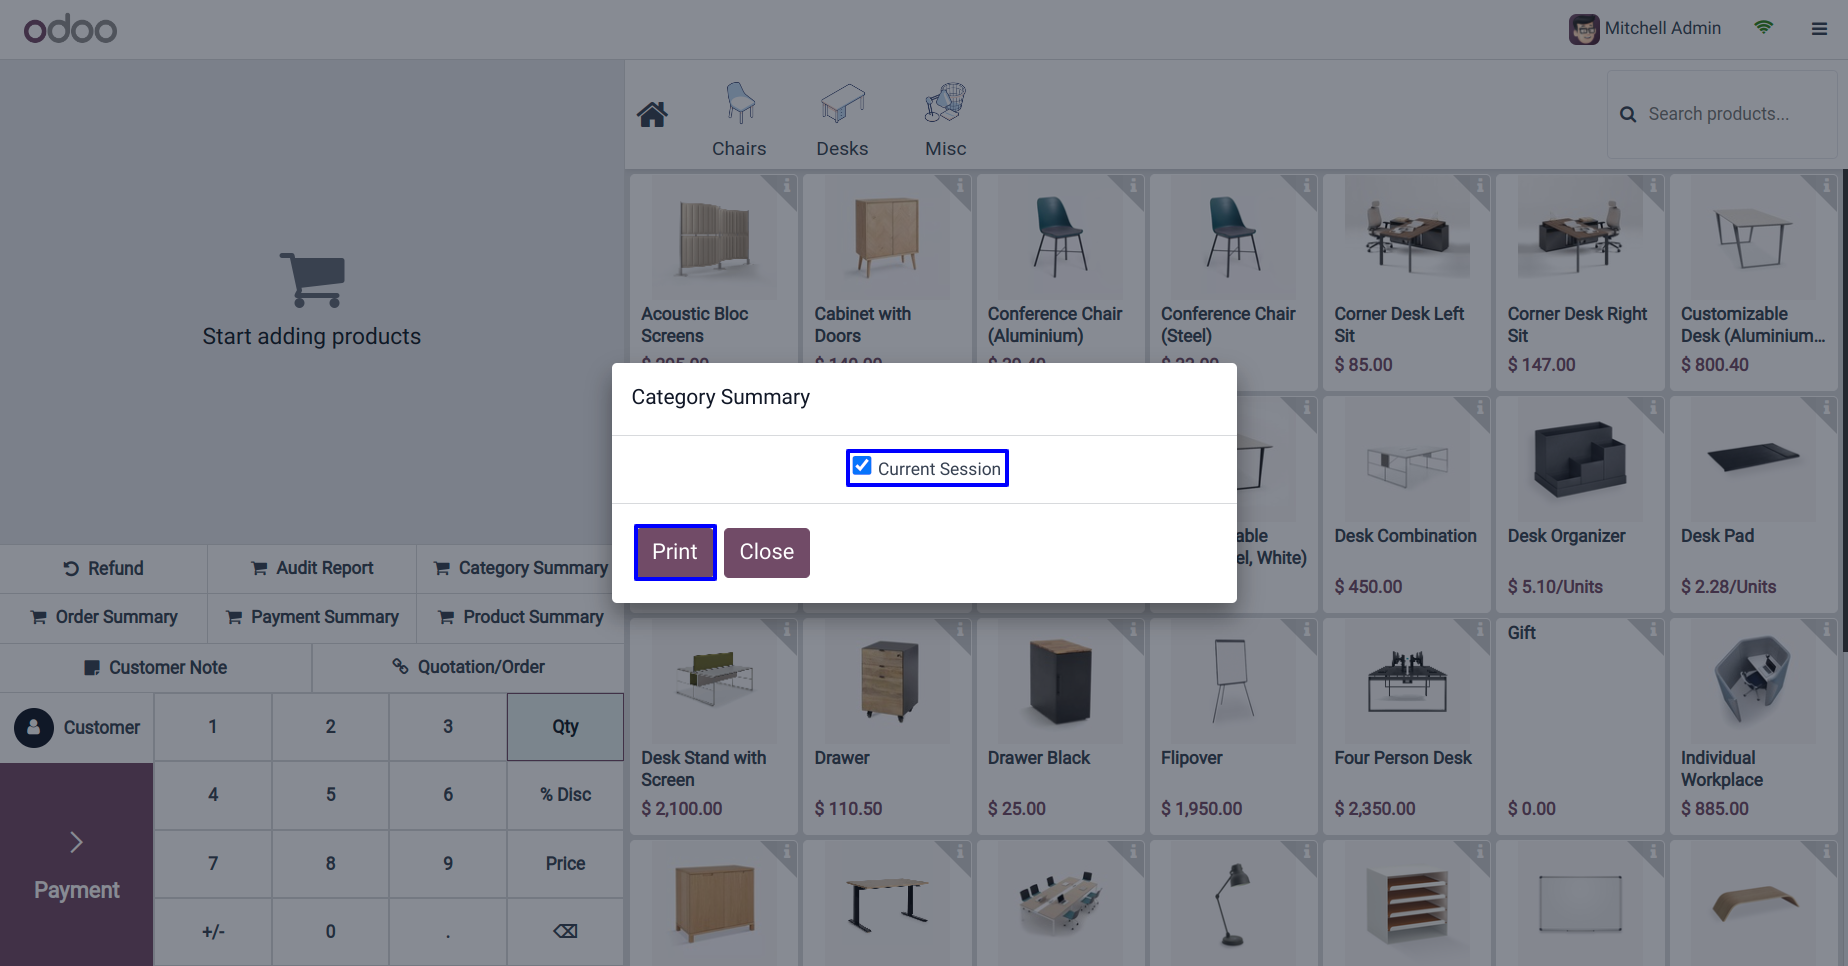 odoo
Mitchell Admin
Chairs
Desks
Misc
Search products...
Start adding products
Acoustic Bloc
Screens
Cabinet with
Doors
Conference Chair
(Aluminium)
Conference Chair
(Steel)
Corner Desk Left
Sit
$ 85.00
Corner Desk Right
Sit
$ 147.00
Customizable
Desk (Aluminium...
$ 800.40
Category Summary
Current Session
Print
Close
able
el, White)
Desk Combination
$ 450.00
Desk Organizer
$ 5.10/Units
Desk Pad
$ 2.28/Units
Refund
Audit Report
Category Summary
Order Summary
Payment Summary
Product Summary
Customer Note
Quotation/Order
Customer
1
2
3
Qty
4
5
6
% Disc
7
8
9
Price
+/-
0
.
Payment
Desk Stand with
Screen
$ 2,100.00
Drawer
$ 110.50
Drawer Black
$ 25.00
Flipover
$ 1,950.00
Four Person Desk
$ 2,350.00
Gift
$ 0.00
Individual
Workplace
$ 885.00